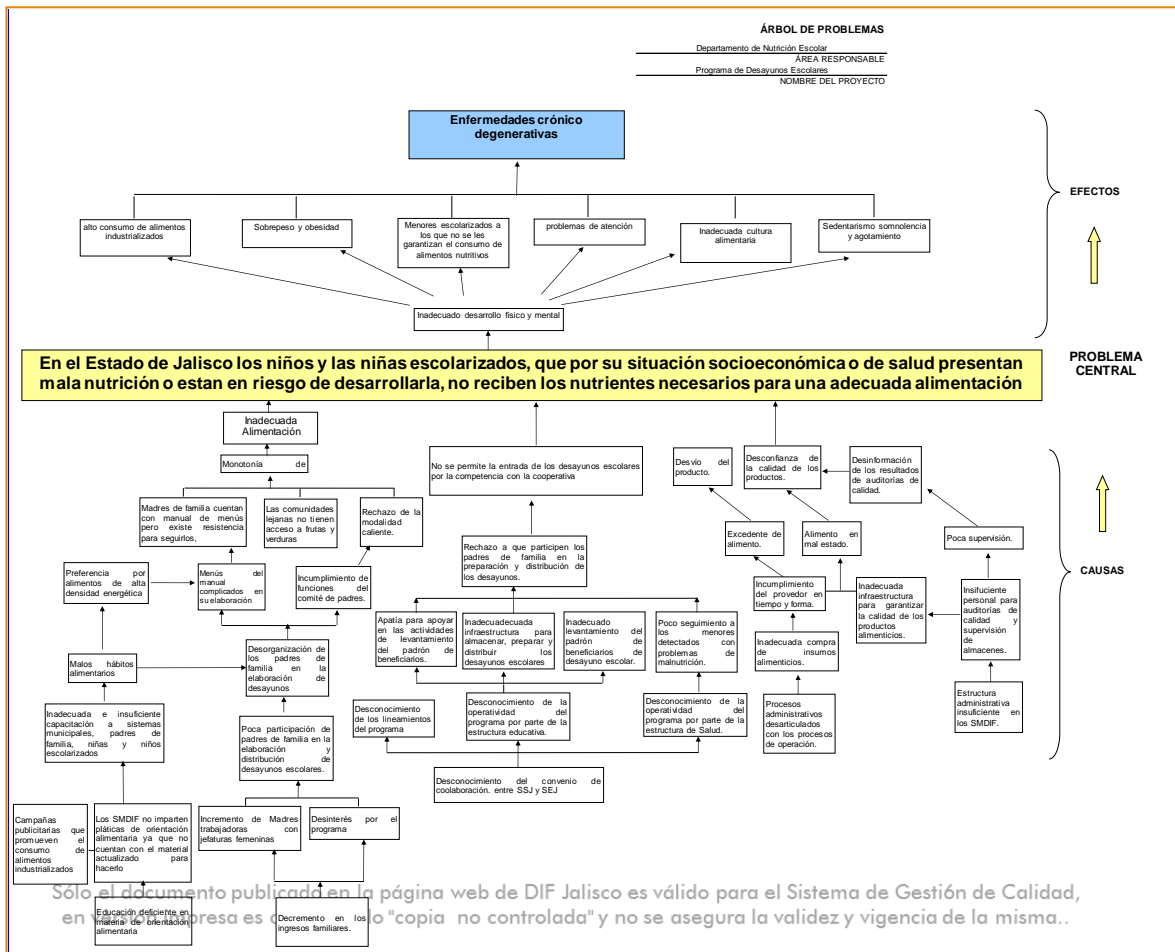 ÁRBOL DE PROBLEMAS
Departamento de Nutrición Escolar
ÁREA RESPONSABLE
Programa de Desayunos Escolares
NOMBRE DEL PROYECTO
Enfermedades crónico
degenerativas
EFECTOS
alto consumo de alimentos
industrializados
Sobrepeso y obesidad
Menores escolarizados a
los que no se les
garantizan el consumo de
alimentos nutritivos
problemas de atención
Inadecuada cultura
alimentaria
Sedentarismo somnolencia
y agotamiento
Inadecuado desarrollo físico y mental
En el Estado de Jalisco los niños y las niñas escolarizados, que por su situación socioeconómica o de salud presentan
mala nutrición o estan en riesgo de desarrollarla, no reciben los nutrientes necesarios para una adecuada alimentación
PROBLEMA
CENTRAL
Inadecuada
Alimentación
Monotonía de
No se permite la entrada de los desayunos escolares
por la competencia con la cooperativa
Desvío del
producto.
Desconfianza de
la calidad de los
productos.
Desinformación
de los resultados
de auditorías de
calidad.
Madres de familia cuentan
con manual de menús
pero existe resistencia
para seguirlos,
Las comunidades
lejanas no tienen
acceso a frutas y
verduras
Rechazo de la
modalidad
caliente.
Excedente de
alimento.
Alimento en
mal estado.
Poca supervisión.
Rechazo a que participen los
padres de familia en la
preparación y distribución de
los desayunos.
CAUSAS
Preferencia por
alimentos de alta
densidad energética
Menús del
manual
complicados en
su elaboración
Incumplimiento de
funciones del
comité de padres.
Incumplimiento
del provedor en
tiempo y forma.
Inadecuada
infraestructura
para garantizar
la calidad de los
productos
alimenticios.
Insificiente
personal para
auditorías de
calidad y
supervisión de
almacenes.
Apatía para apoyar
en las actividades
de levantamiento
del padrón de
beneficiarios.
Inadecuadecuada
infraestructura para
almacenar, preparar y
distribuir los
desayunos escolares
Inadecuado
levantamiento del
padrón de
beneficiarios de
desayuno escolar.
Poco seguimiento a
los menores
detectados con
problemas de
malnutrición.
Inadecuada compra
de insumos
alimenticios.
Malos hábitos
alimentarios
Desorganización de
los padres de
familia en la
elaboración de
desayunos
Procesos
administrativos
desarticulados
con los procesos
de operación.
Estructura
administrativa
insuficiente en
los SMDIF.
Inadecuada e insuficiente
capacitación a sistemas
municipales, padres de
familia, niñas y niños
escolarizados
Poca participación de
padres de familia en la
elaboración y
distribución de
desayunos escolares.
Desconocimiento
de los lineamientos
del programa
Desconocimiento de la
operatividad del
programa por parte de la
estructura educativa.
Desconocimiento de la
operatividad del
programa por parte de la
estructura de Salud.
Desconocimiento del convenio de
coolaboración. entre SSJ y SEJ
Campañas
publicitarias que
promueven el
consumo de
alimentos
industrializados
Los SMDIF no imparten
pláticas de orientación
alimentaria ya que no
cuentan con el material
actualizado para
hacerlo
Incremento de Madres
trabajadoras con
jefaturas femeninas
Desinterés por el
programa
Educación deficiente en
materia de orientación
alimentaria
Decremento en los
ingresos familiares.
Sólo el documento publicado en la página web de DIF Jalisco es válido para el Sistema de Gestión de Calidad,
en versión impresa es "copia no controlada" y no se asegura la validez y vigencia de la misma..